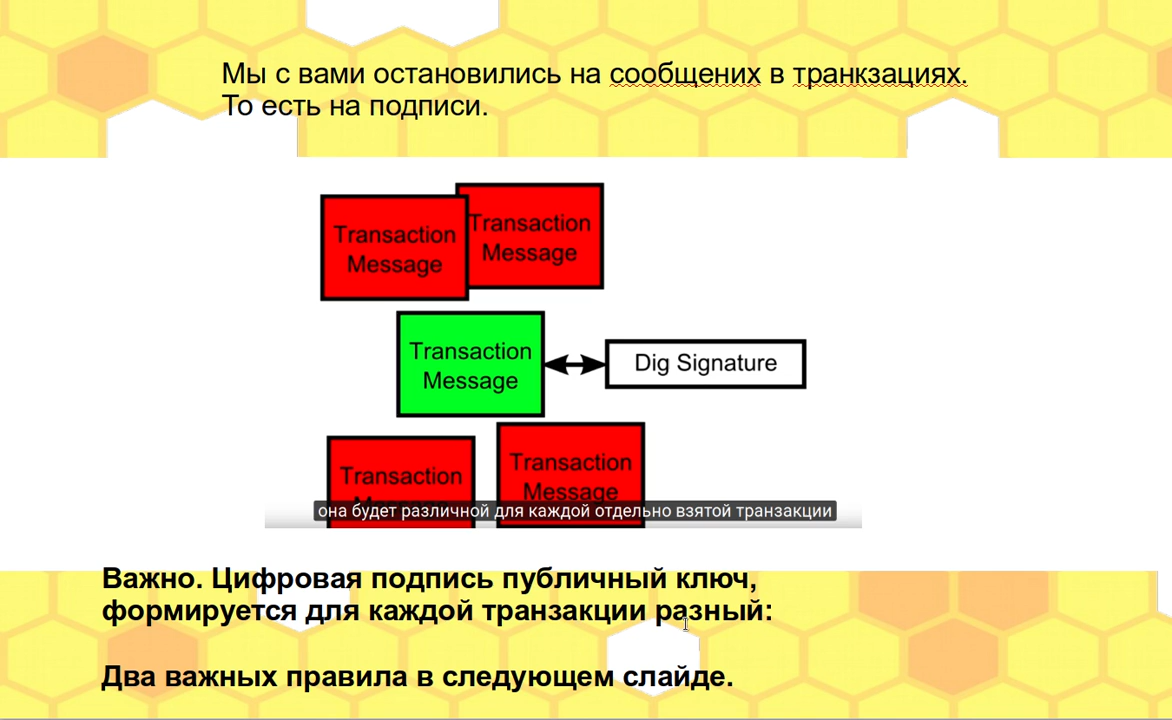 Мы с вами остановились на сообщених в транкзациях.
То есть на подписи.
Transaction
Message
Transaction
Message
Transaction
Message
Dig Signature
Transaction
Transaction
Message
она будет различной для каждой отдельно взятой транзакции
Важно. Цифровая подпись публичный ключ,
формируется для каждой транзакции разный:
Два важных правила в следующем слайде.